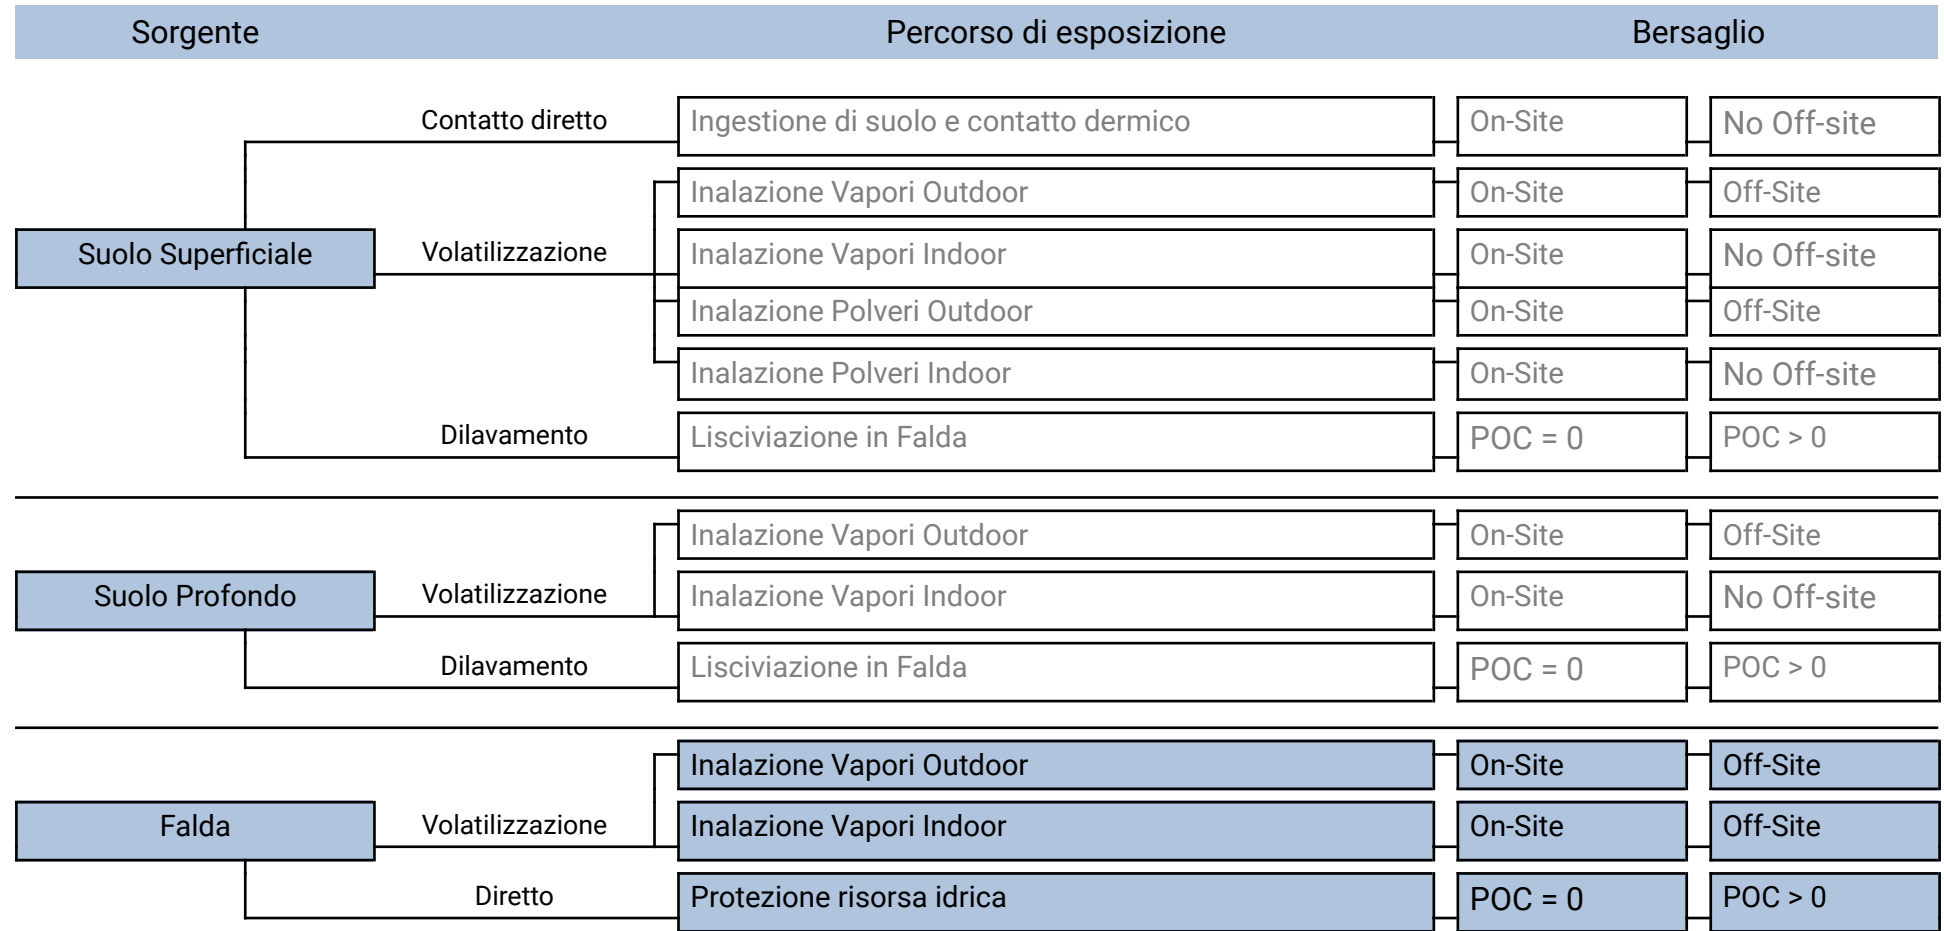 Sorgente Percorso di esposizione Bersaglio
Contatto diretto Ingestione di suolo e contatto dermico On-Site No Off-site
Inalazione Vapori Outdoor On-Site Off-Site
Suolo Superficiale Volatilizzazione Inalazione Vapori Indoor On-Site No Off-site
Inalazione Polveri Outdoor On-Site Off-Site
Inalazione Polveri Indoor On-Site No Off-site
Dilavamento Lisciviazione in Falda POC = 0 POC > 0
Inalazione Vapori Outdoor On-Site Off-Site
Suolo Profondo Volatilizzazione Inalazione Vapori Indoor On-Site No Off-site
Dilavamento Lisciviazione in Falda POC = 0 POC > 0
Inalazione Vapori Outdoor On-Site Off-Site
Falda Volatilizzazione Inalazione Vapori Indoor On-Site Off-Site
Diretto Protezione risorsa idrica POC = 0 POC > 0